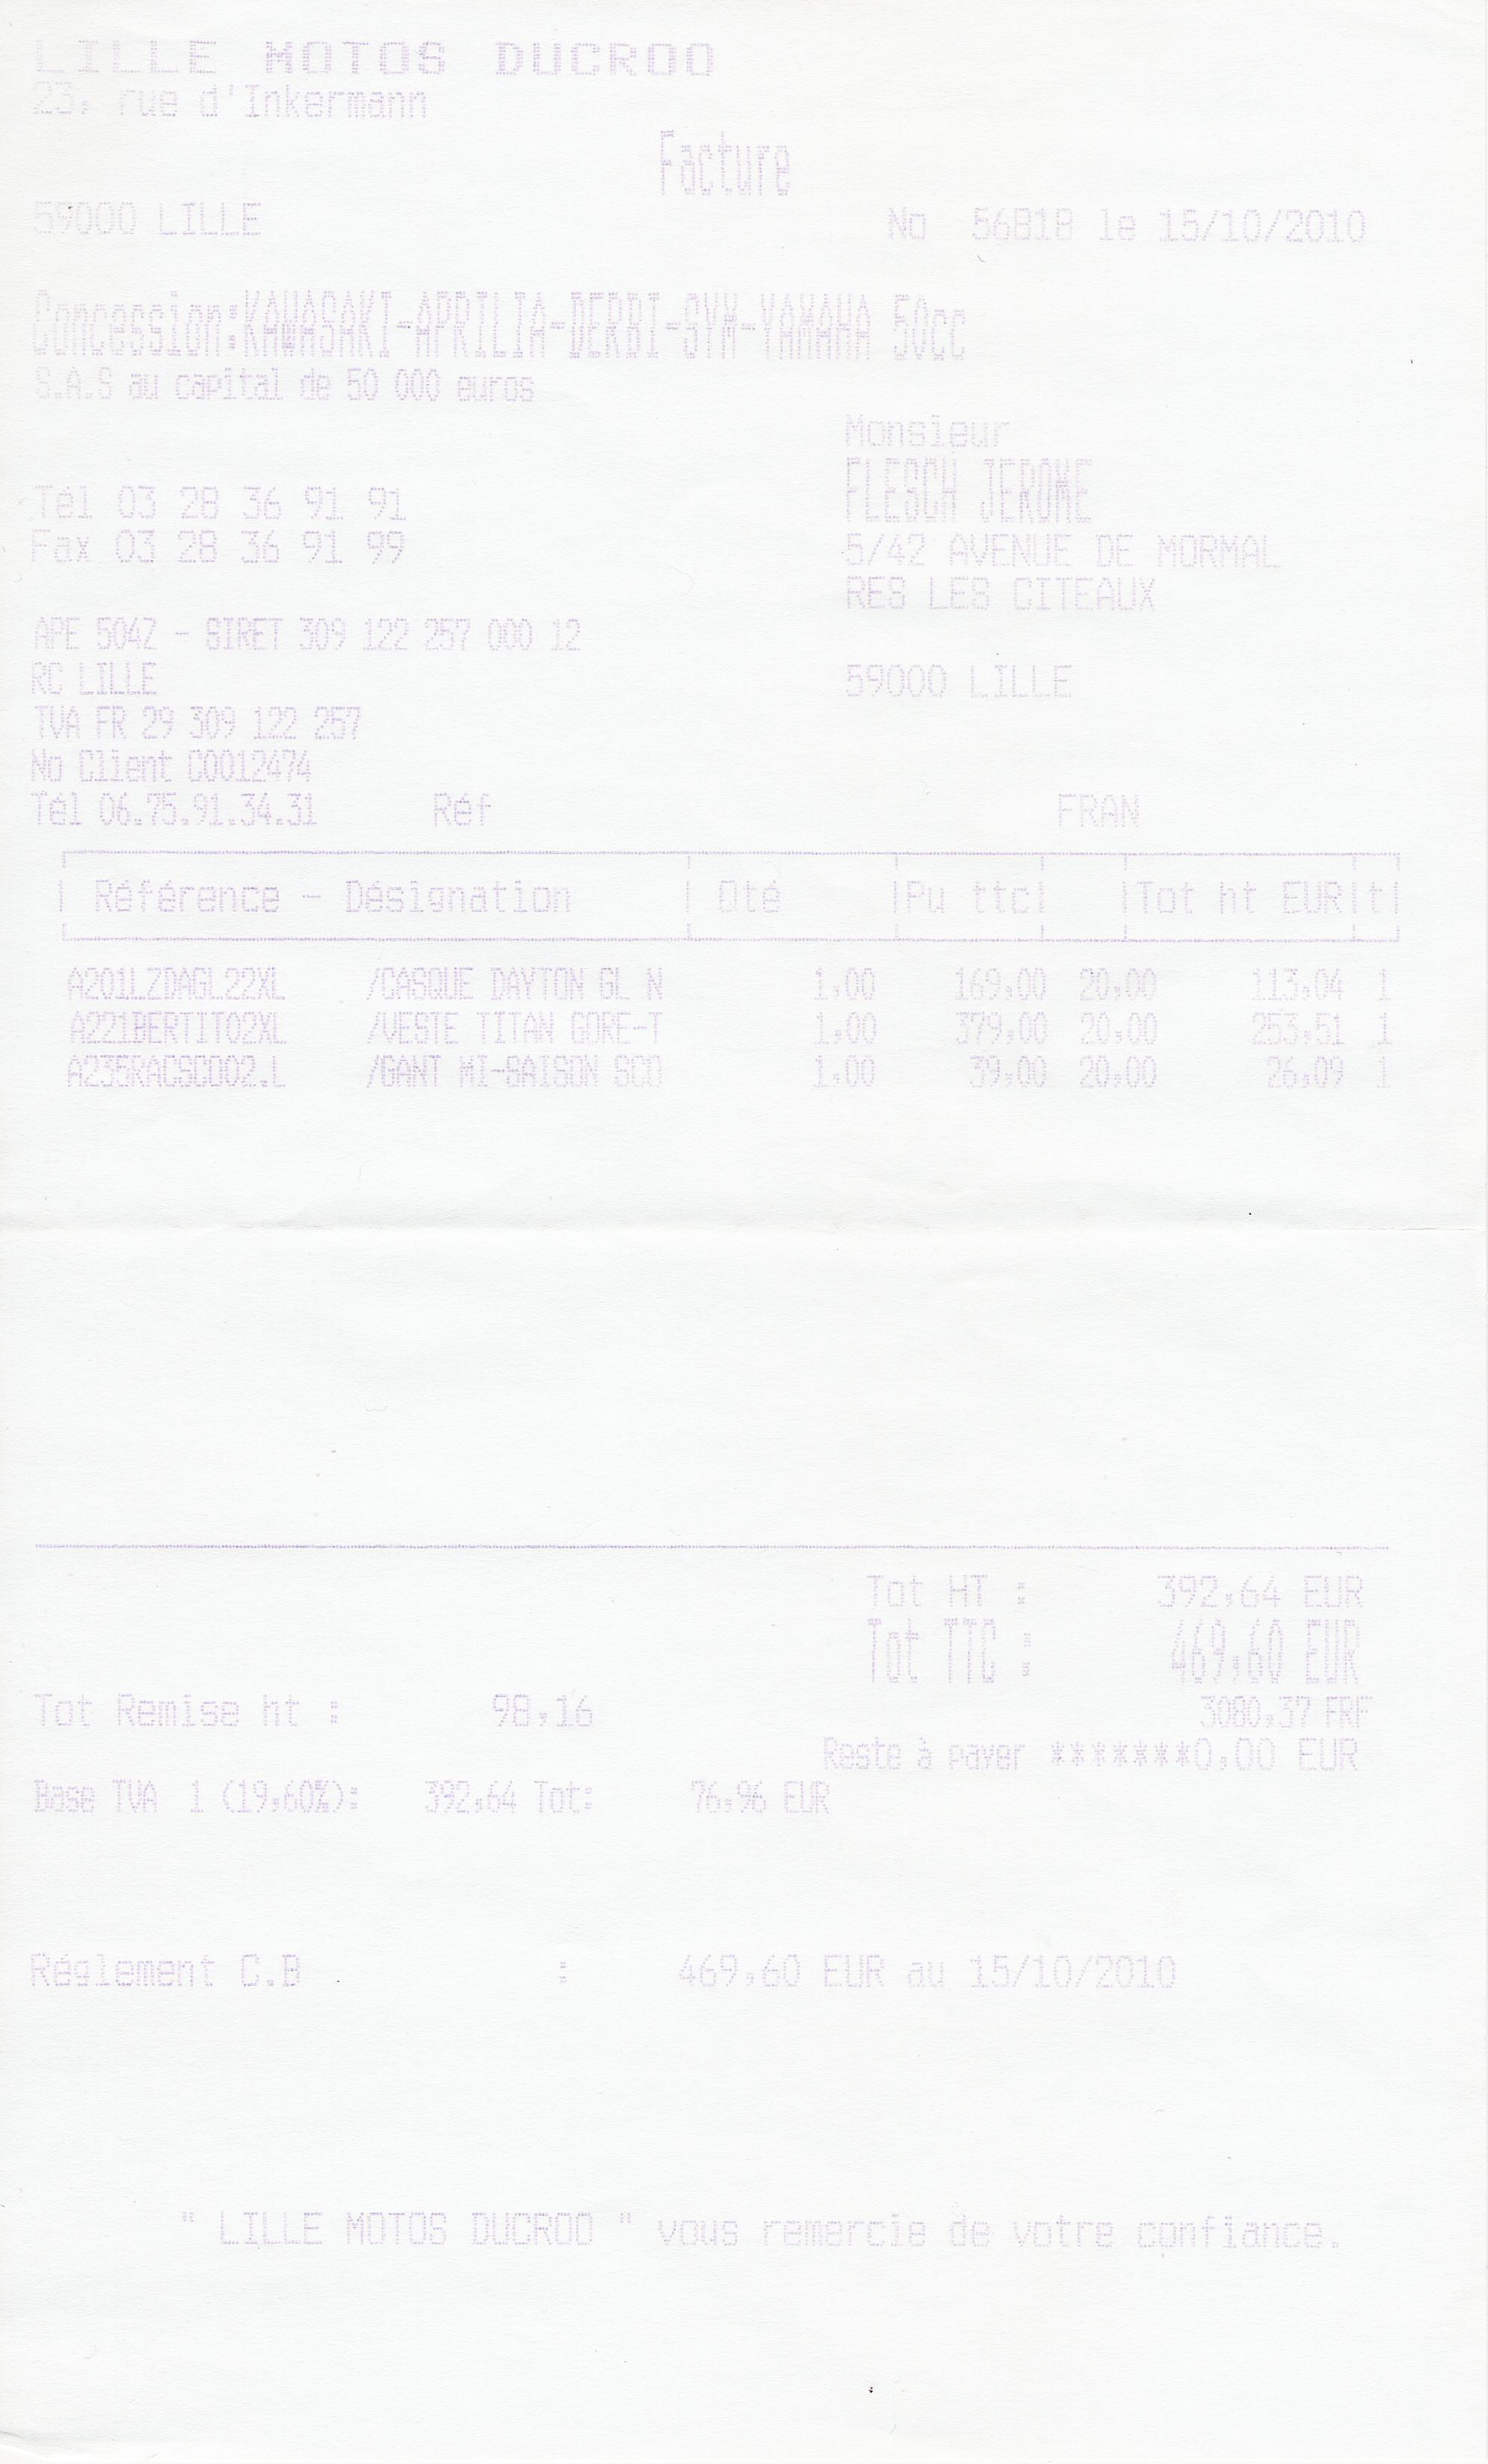 LILLE MOTOS DUCROO
23, rue d'Inkermann
Facture
59000 LILLE
No 56818 le 15/10/2010
Concession:KAWASAKI-APRILIA-DERBI-SYM-YAMAHA 50cc
S.A.S au capital de 50 000 euros
Monsieur
FLESCH JEROME
Tél 03 28 36 91 91
Fax 03 28 36 91 99
5/42 AVENUE DE MORMAL
RES LES CITEAUX
APE 504Z - SIRET 309 122 257 000 12
RC LILLE
59000 LILLE
TVA FR 29 309 122 257
No Client C0012474
Tél 06.75.91.34.31 Réf FRAN
Référence - Désignation Qté Pu ttc Tot ht EUR t
A201LZDAGL22XL /CASQUE DAYTON GL N 1,00 169,00 20,00 113,04 1
A221BERTIT02XL /VESTE TITAN GORE-T 1,00 379,00 20,00 253,51 1
A235RACSCO02.L /GANT MI-SAISON SCO 1,00 39,00 20,00 26,09 1
Tot HT : 392,64 EUR
Tot TTC : 469,60 EUR
Tot Remise ht : 98,16 3080,37 FRF
Reste à payer *******0,00 EUR
Base TVA 1 (19,60%): 392,64 Tot: 76,96 EUR
Réglement C.B : 469,60 EUR au 15/10/2010
" LILLE MOTOS DUCROO " vous remercie de votre confiance.